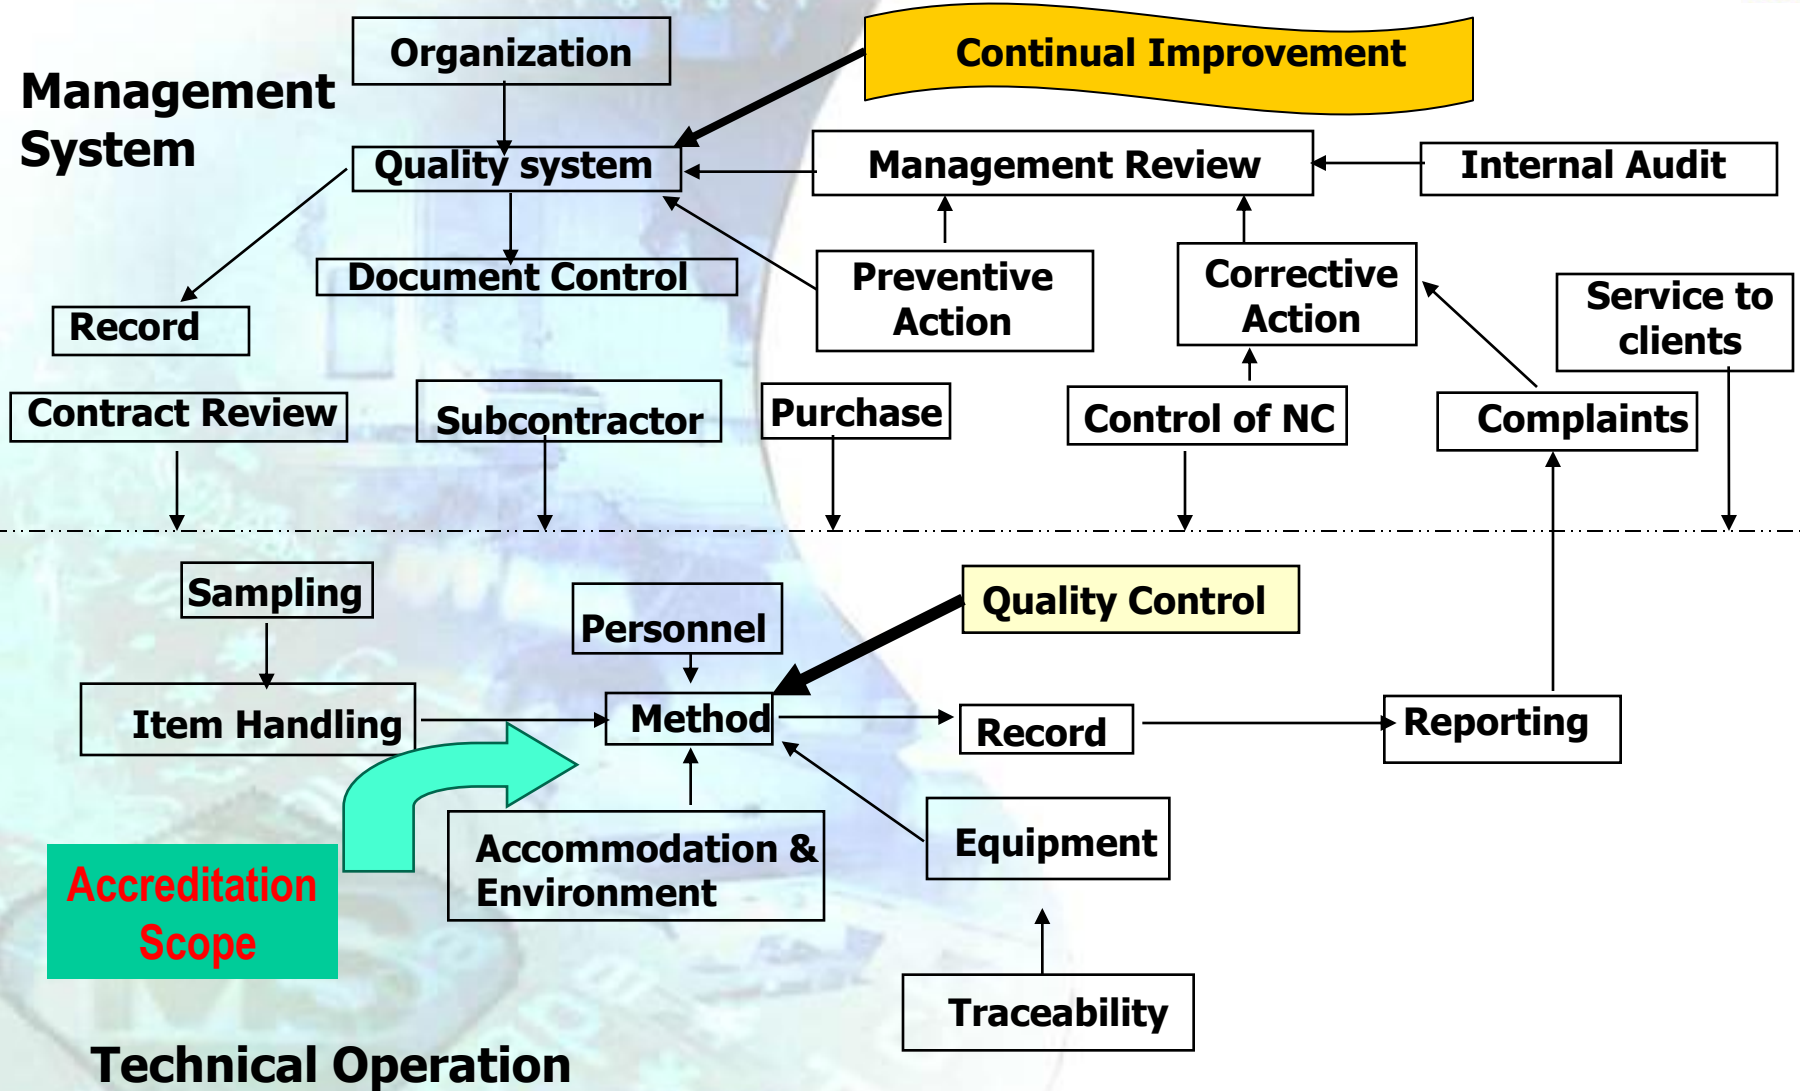 Organization
Continual Improvement
Management
System
Quality system
Management Review
Internal Audit
Document Control
Preventive
Action
Corrective
Action
Service to
clients
Record
Contract Review
Subcontractor
Purchase
Control of NC
Complaints
Sampling
Personnel
Quality Control
Item Handling
Method
Record
Reporting
Accommodation &
Environment
Equipment
Accreditation
Scope
Traceability
Technical Operation